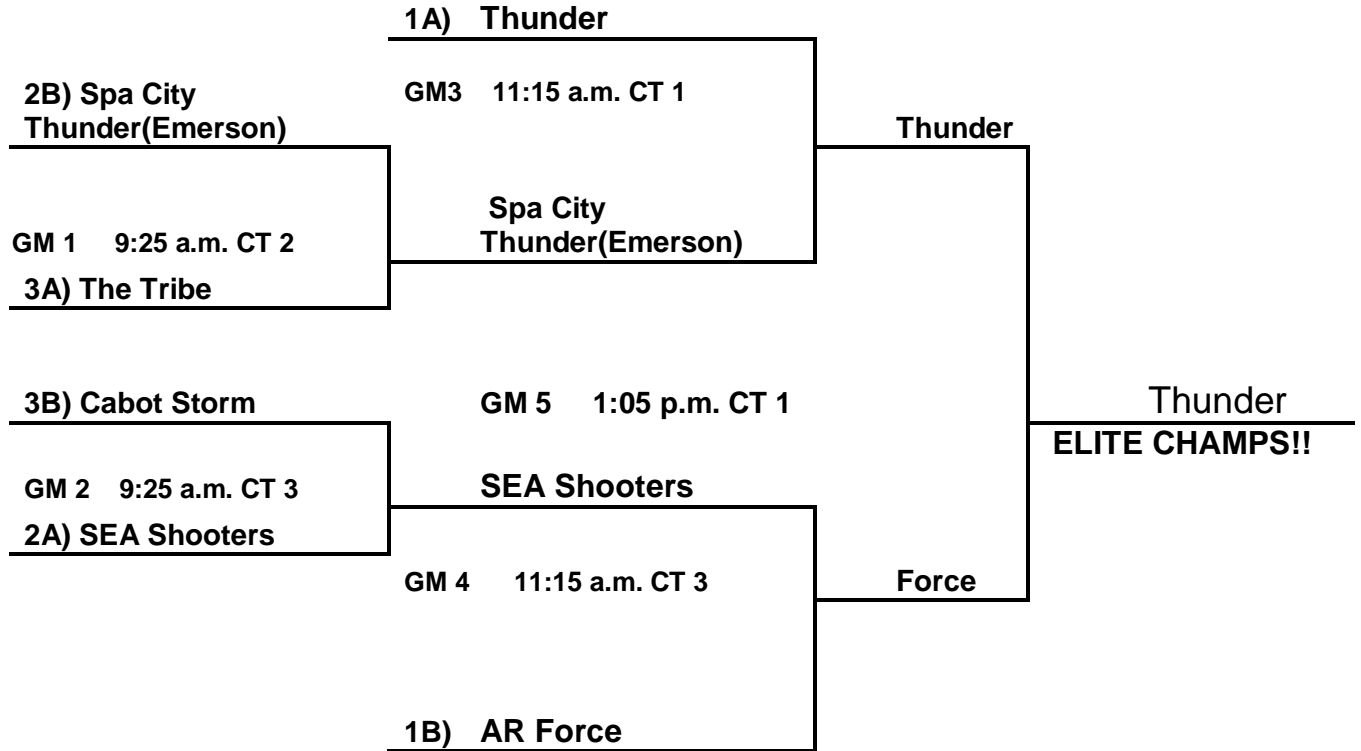 1A) Thunder
2B) Spa City
Thunder(Emerson)
GM3 11:15 a.m. CT 1
Thunder
Spa City
Thunder(Emerson)
GM 1 9:25 a.m. CT 2
3A) The Tribe
3B) Cabot Storm
GM 5 1:05 p.m. CT 1
Thunder
ELITE CHAMPS!!
GM 2 9:25 a.m. CT 3
SEA Shooters
2A) SEA Shooters
GM 4 11:15 a.m. CT 3
Force
1B) AR Force